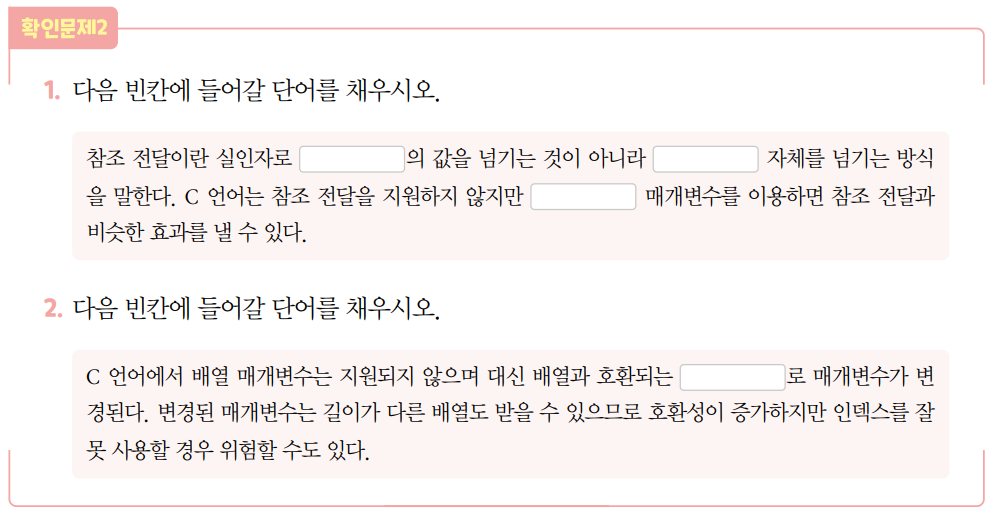 확인문제2
1. 다음 빈칸에 들어갈 단어를 채우시오.
참조 전달이란 실인자로 의 값을 넘기는 것이 아니라 자체를 넘기는 방식
을 말한다. C 언어는 참조 전달을 지원하지 않지만 매개변수를 이용하면 참조 전달과
비슷한 효과를 낼 수 있다.
2. 다음 빈칸에 들어갈 단어를 채우시오.
C 언어에서 배열 매개변수는 지원되지 않으며 대신 배열과 호환되는 로 매개변수가 변
경된다. 변경된 매개변수는 길이가 다른 배열도 받을 수 있으므로 호환성이 증가하지만 인덱스를 잘
못 사용할 경우 위험할 수도 있다.